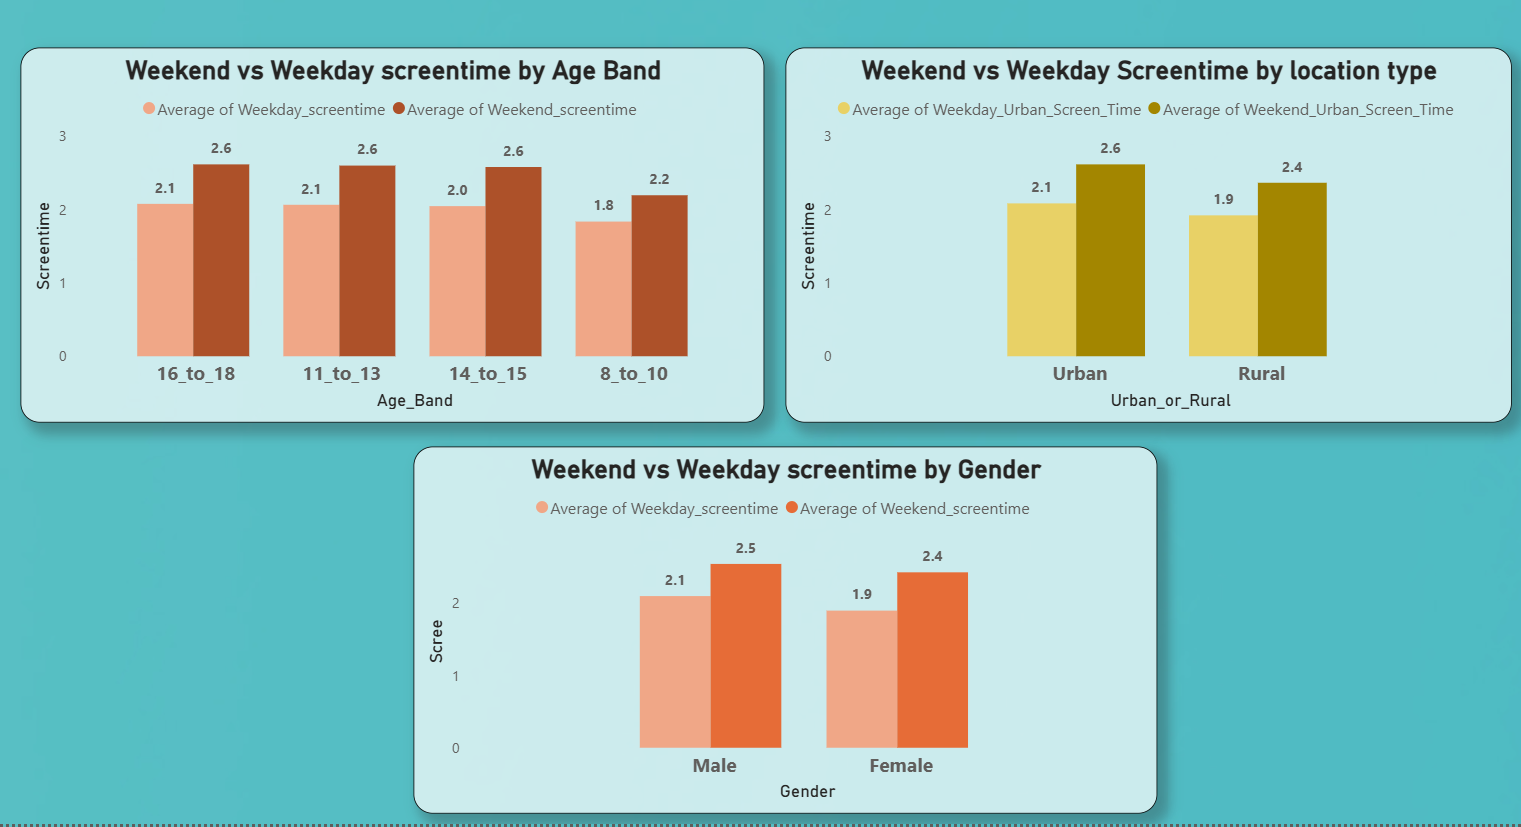 Weekend vs Weekday screentime by Age Band
Average of Weekday_screentime Average of Weekend_screentime
3
2
1
0
Screentime
2.1
2.6
2.1
2.6
2.0
2.6
1.8
2.2
16_to_18
11_to_13
14_to_15
8_to_10
Age_Band
Weekend vs Weekday Screentime by location type
Average of Weekday_Urban_Screen_Time Average of Weekend_Urban_Screen_Time
3
2
1
0
Screentime
2.1
2.6
1.9
2.4
Urban
Rural
Urban_or_Rural
Weekend vs Weekday screentime by Gender
Average of Weekday_screentime Average of Weekend_screentime
2
1
0
Scree
2.1
2.5
1.9
2.4
Male
Female
Gender